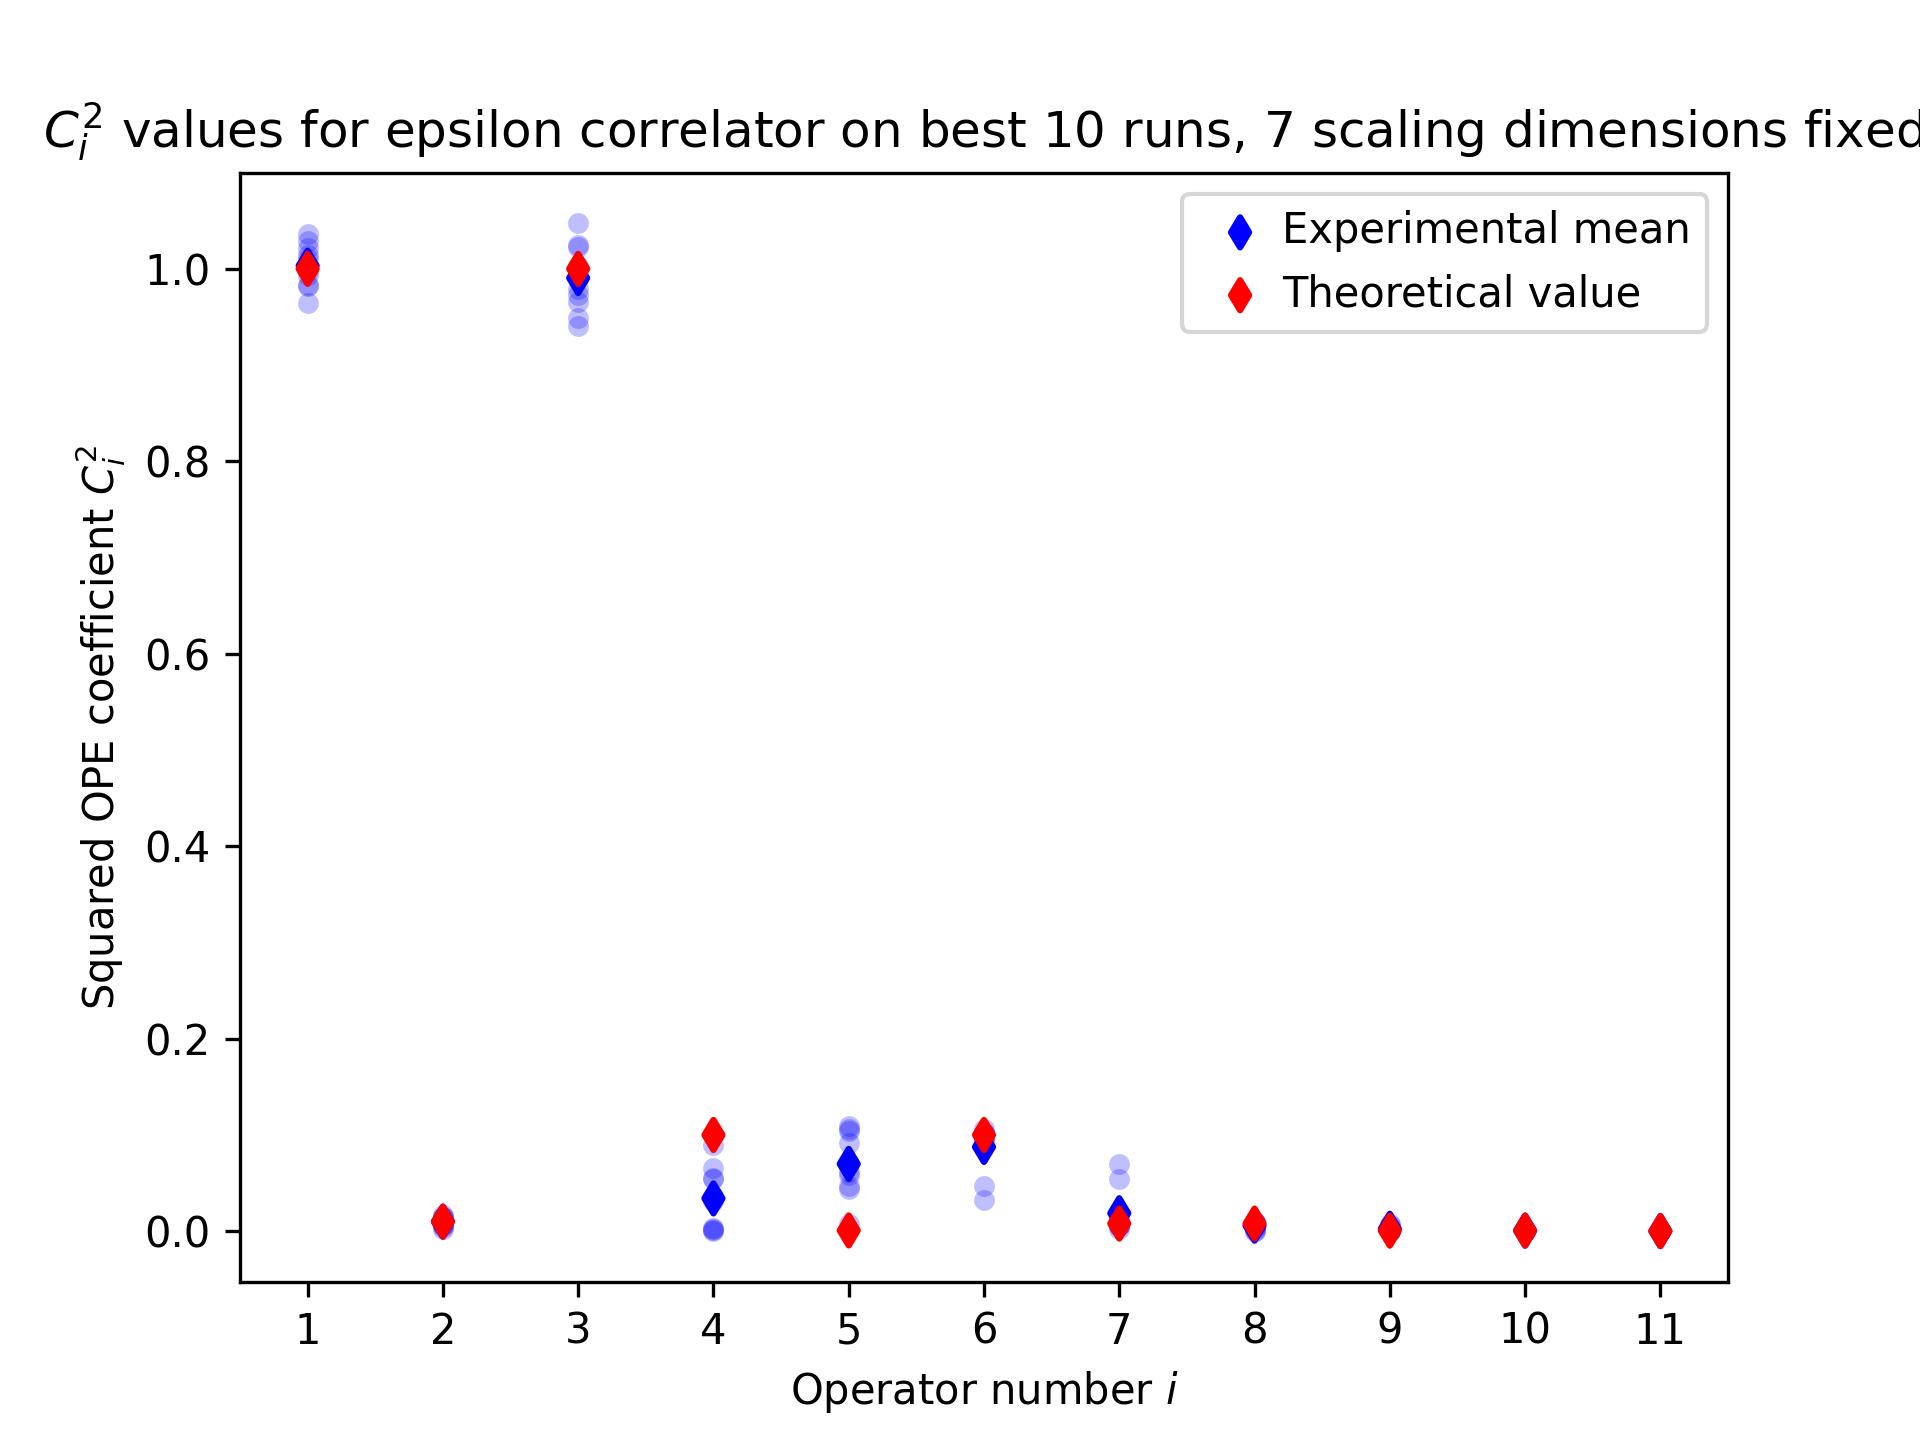 $C_i^2$ values for epsilon correlator on best 10 runs, 7 scaling dimensions fixed
Experimental mean
Theoretical value
1.0
0.8
0.6
0.4
0.2
0.0
Squared OPE coefficient $C_i^2$
1 2 3 4 5 6 7 8 9 10 11
Operator number $i$